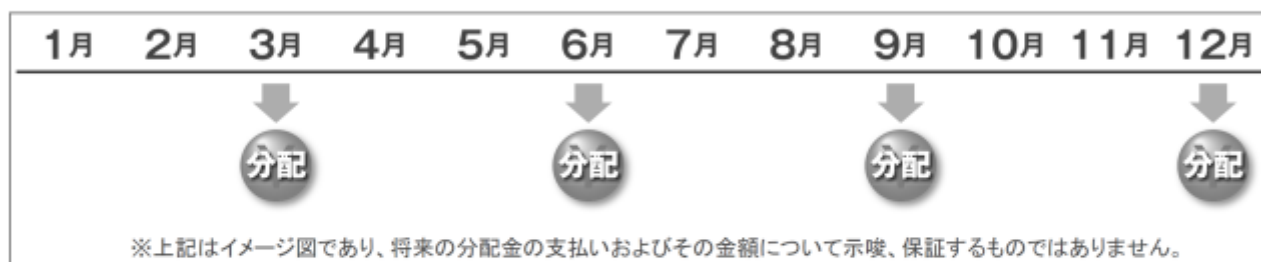 1月 2月 3月 4月 5月 6月 7月 8月 9月 10月 11月 12月
分配 分配 分配 分配
※上記はイメージ図であり、将来の分配金の支払いおよびその金額について示唆、保証するものではありません。